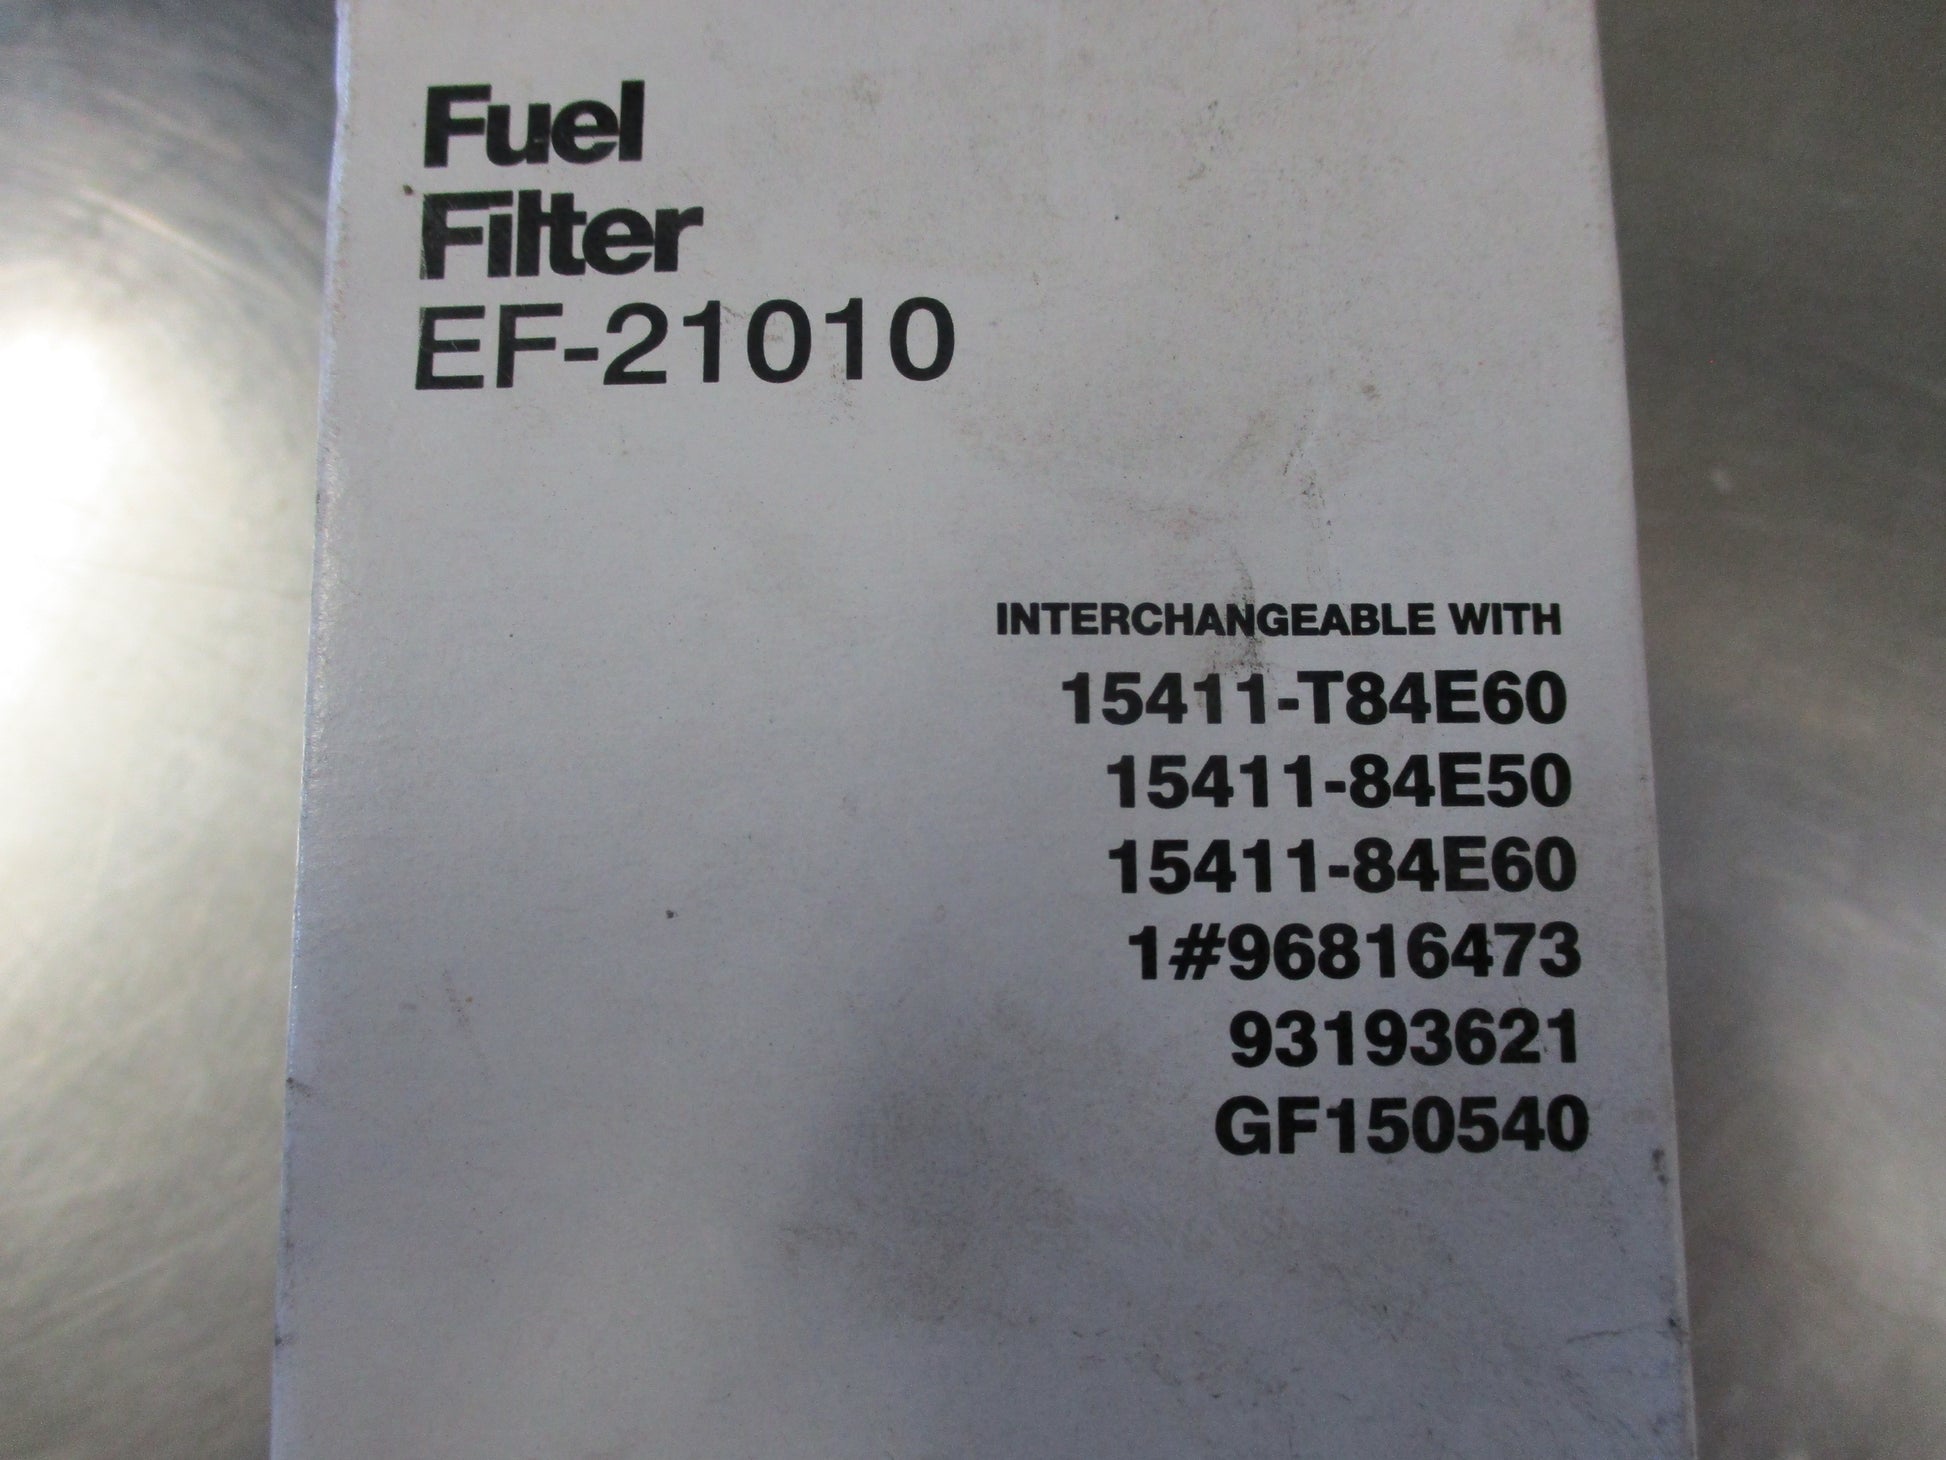 Fuel
Filter
EF-21010
INTERCHANGEABLE WITH
15411-T84E60
15411-84E50
15411-84E60
1#96816473
93193621
GF150540